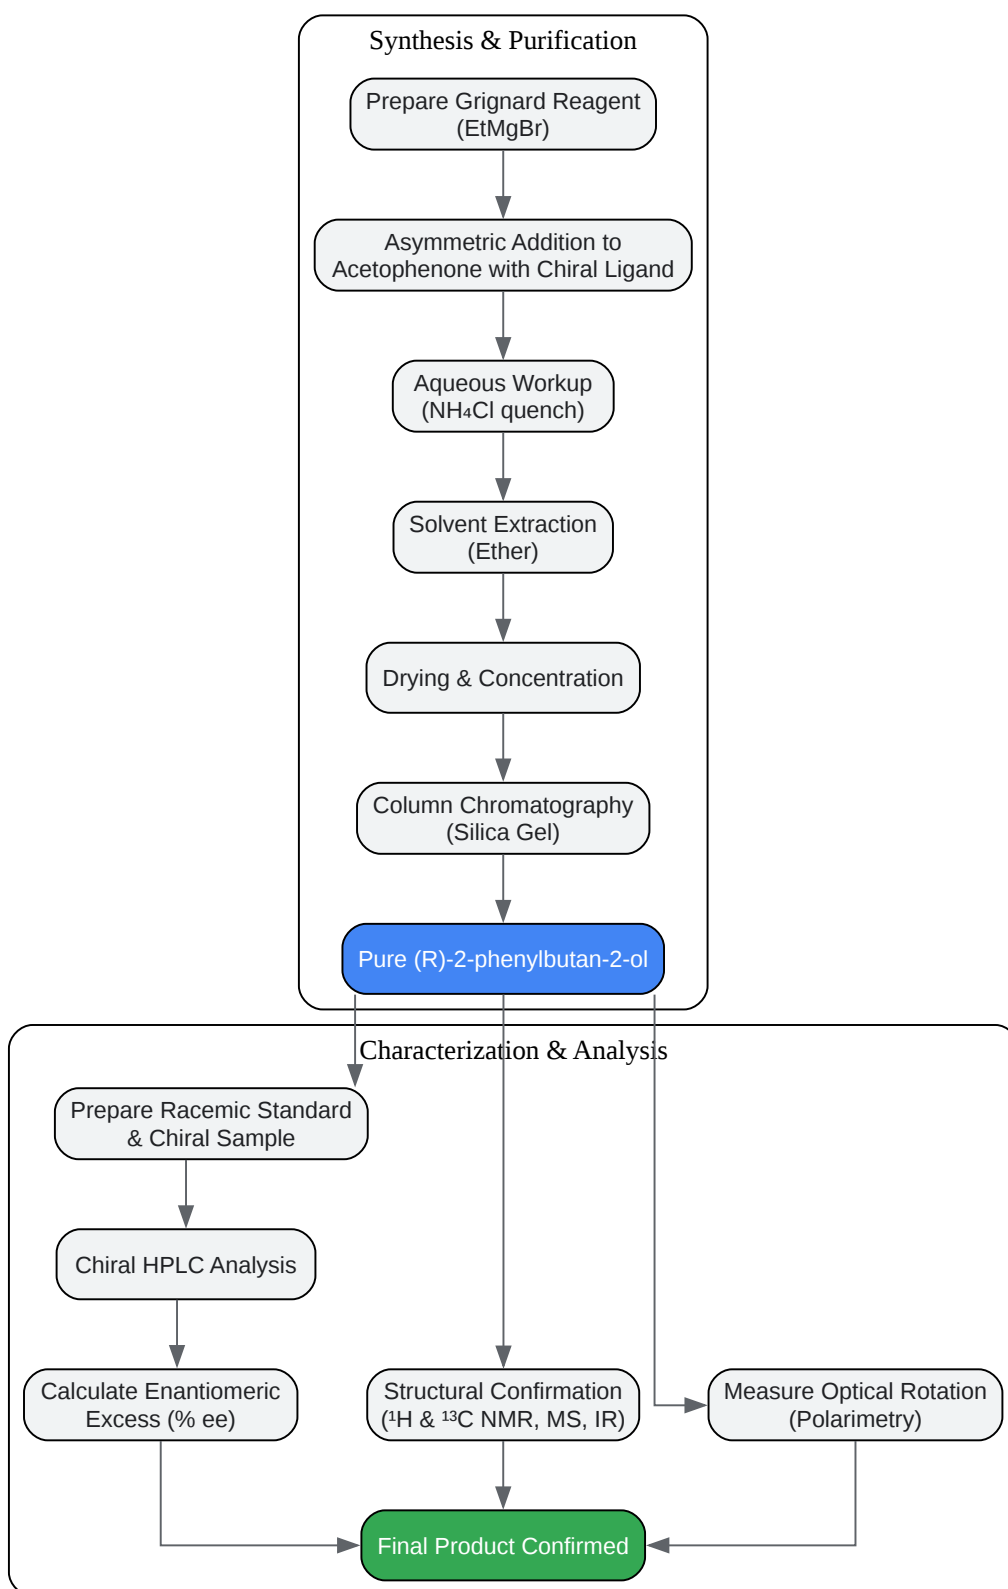 Synthesis & Purification
Prepare Grignard Reagent
(EtMgBr)
Asymmetric Addition to
Acetophenone with Chiral Ligand
Aqueous Workup
(NH₄Cl quench)
Solvent Extraction
(Ether)
Drying & Concentration
Column Chromatography
(Silica Gel)
Pure (R)-2-phenylbutan-2-ol
Characterization & Analysis
Prepare Racemic Standard
& Chiral Sample
Chiral HPLC Analysis
Calculate Enantiomeric
Excess (% ee)
Structural Confirmation
(¹H & ¹³C NMR, MS, IR)
Measure Optical Rotation
(Polarimetry)
Final Product Confirmed